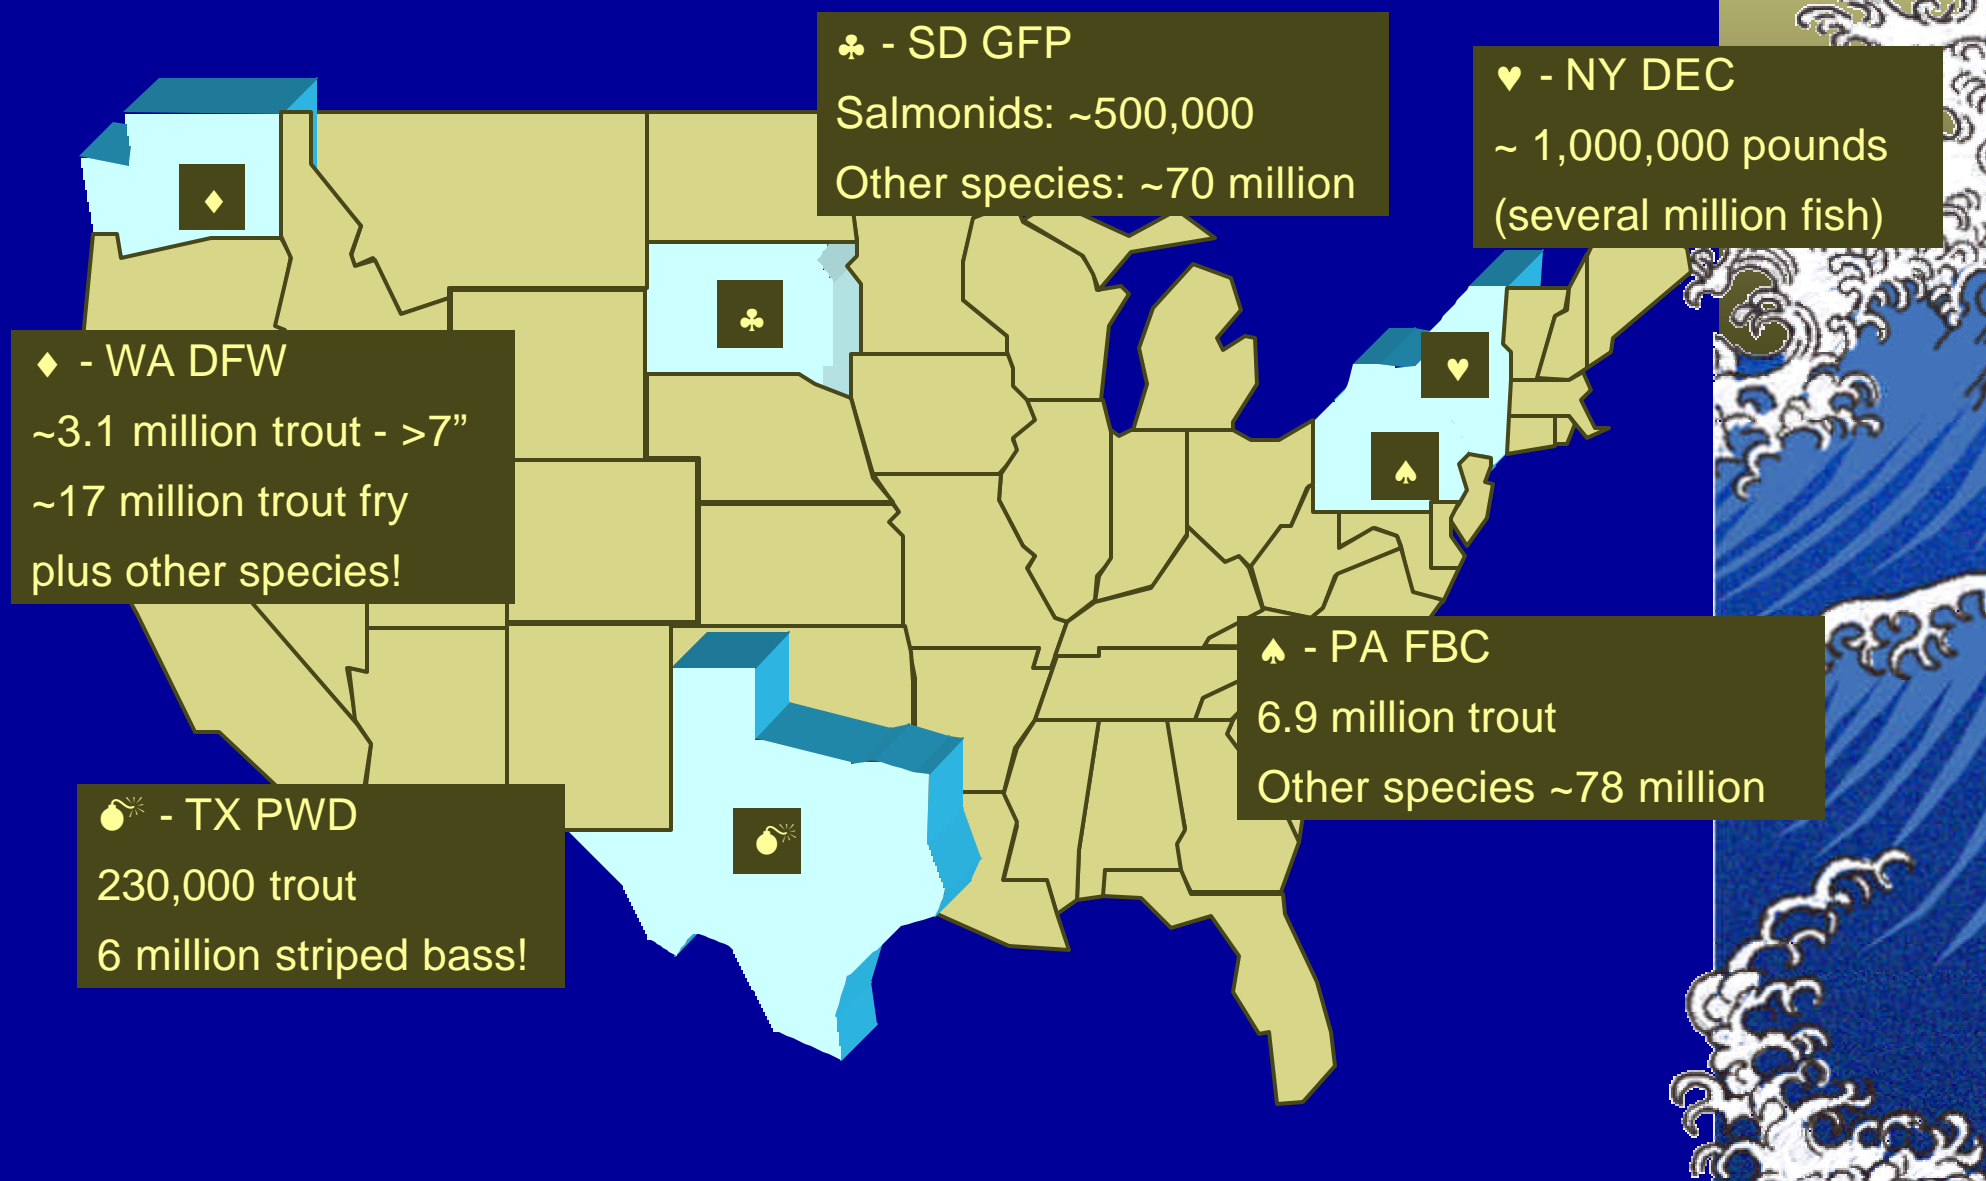 ♣ - SD GFP
Salmonids: ~500,000
Other species: ~70 million
♥ - NY DEC
~ 1,000,000 pounds
(several million fish)
♦
♣
♦ - WA DFW
~3.1 million trout - >7”
~17 million trout fry
plus other species!
♥
♠
♠ - PA FBC
6.9 million trout
Other species ~78 million
💣 - TX PWD
230,000 trout
6 million striped bass!
💣